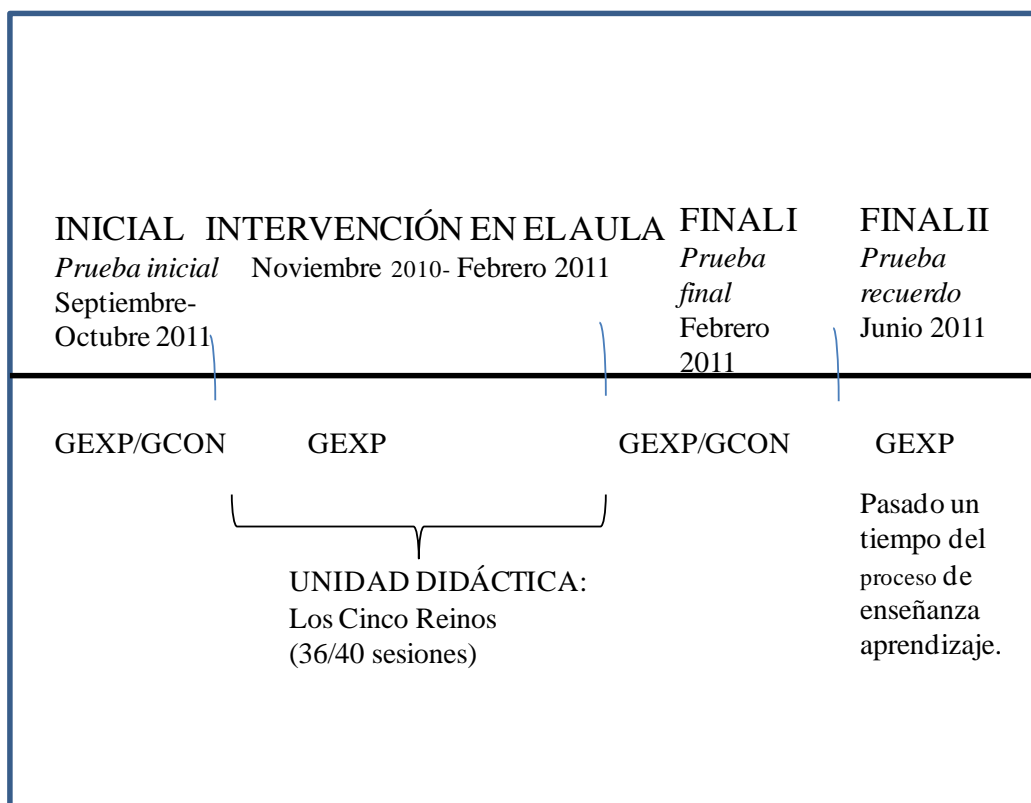 INICIAL
Prueba inicial
Septiembre-
Octubre 2011
INTERVENCIÓN EN EL AULA
Noviembre 2010- Febrero 2011
FINAL I
Prueba
final
Febrero
2011
FINAL II
Prueba
recuerdo
Junio 2011
GEXP/GCON
GEXP
GEXP/GCON
GEXP
UNIDAD DIDÁCTICA:
Los Cinco Reinos
(36/40 sesiones)
Pasado un
tiempo del
proceso de
enseñanza
aprendizaje.